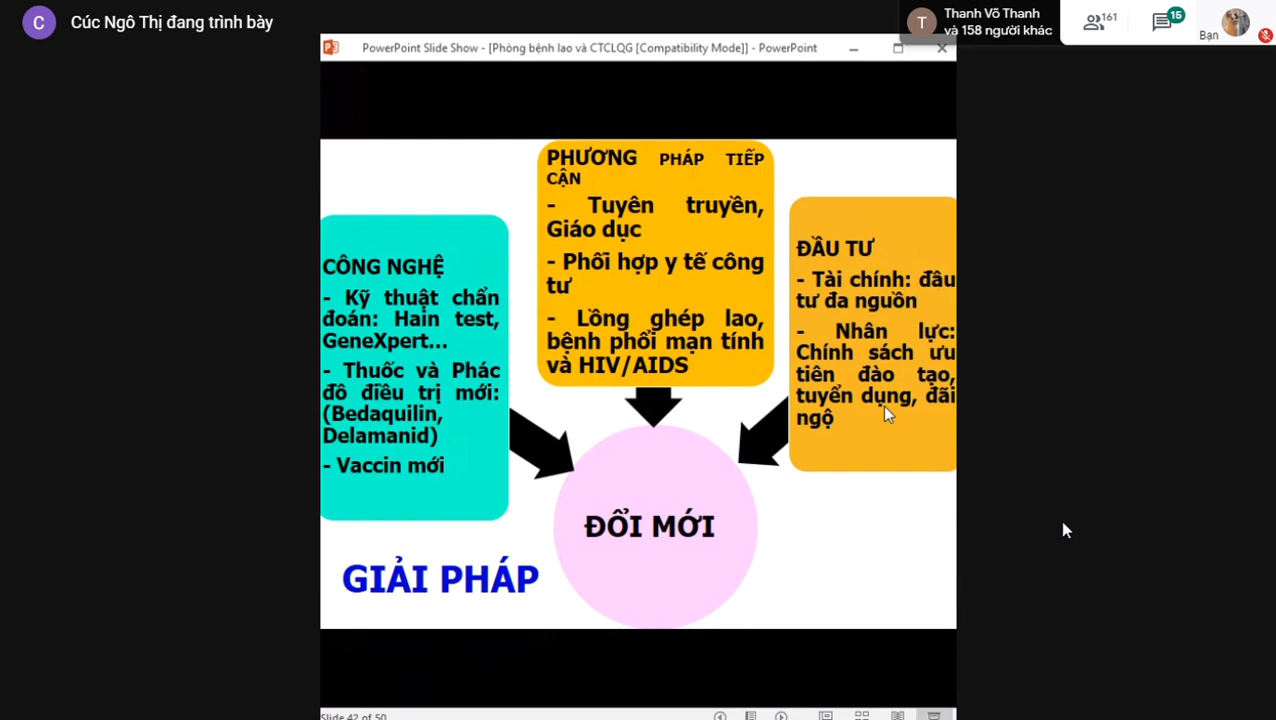 C
Cúc Ngô Thị đang trình bày
T
Thanh Võ Thanh
và 158 người khác
161
15
Bạn
PowerPoint Slide Show - [Phòng bệnh lao và CTCLQG [Compatibility Mode]] - PowerPoint
PHƯƠNG PHÁP TIẾP
CẬN
- Tuyên truyền,
Giáo dục
- Phối hợp y tế công
tư
- Lồng ghép lao,
bệnh phổi mạn tính
và HIV/AIDS
CÔNG NGHỆ
- Kỹ thuật chẩn
đoán: Hain test,
GeneXpert...
- Thuốc và Phác
đồ điều trị mới:
(Bedaquilin,
Delamanid)
- Vaccin mới
ĐẦU TƯ
- Tài chính: đầu
tư đa nguồn
- Nhân lực:
Chính sách ưu
tiên đào tạo,
tuyển dụng, đãi
ngộ
ĐỔI MỚI
GIẢI PHÁP
Slide 42 of 50